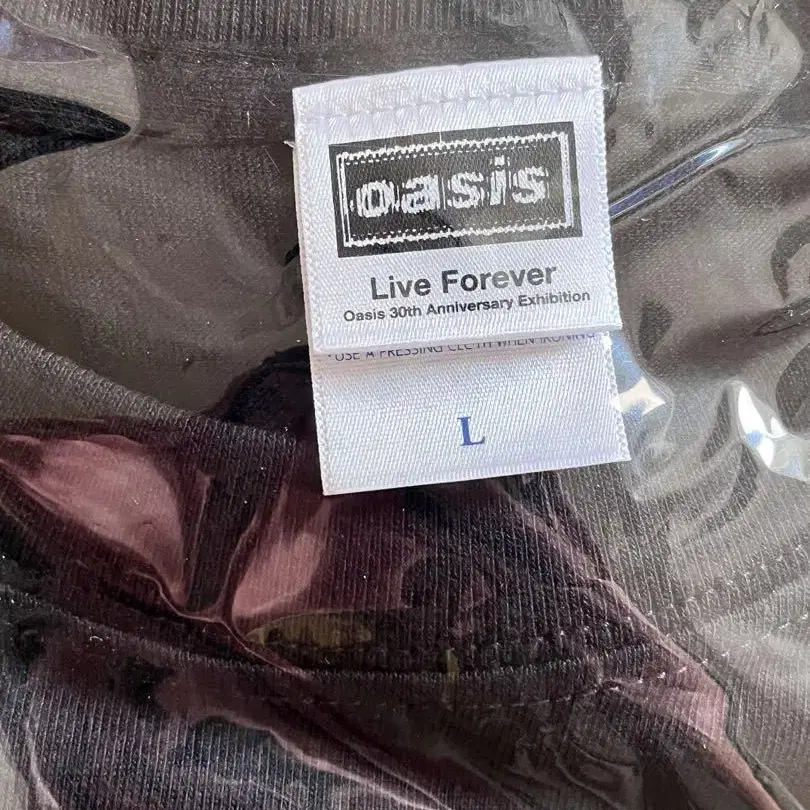 oasis
Live Forever
Oasis 30th Anniversary Exhibition
USE A PRESSING CLOTH WHEN IRONING
L